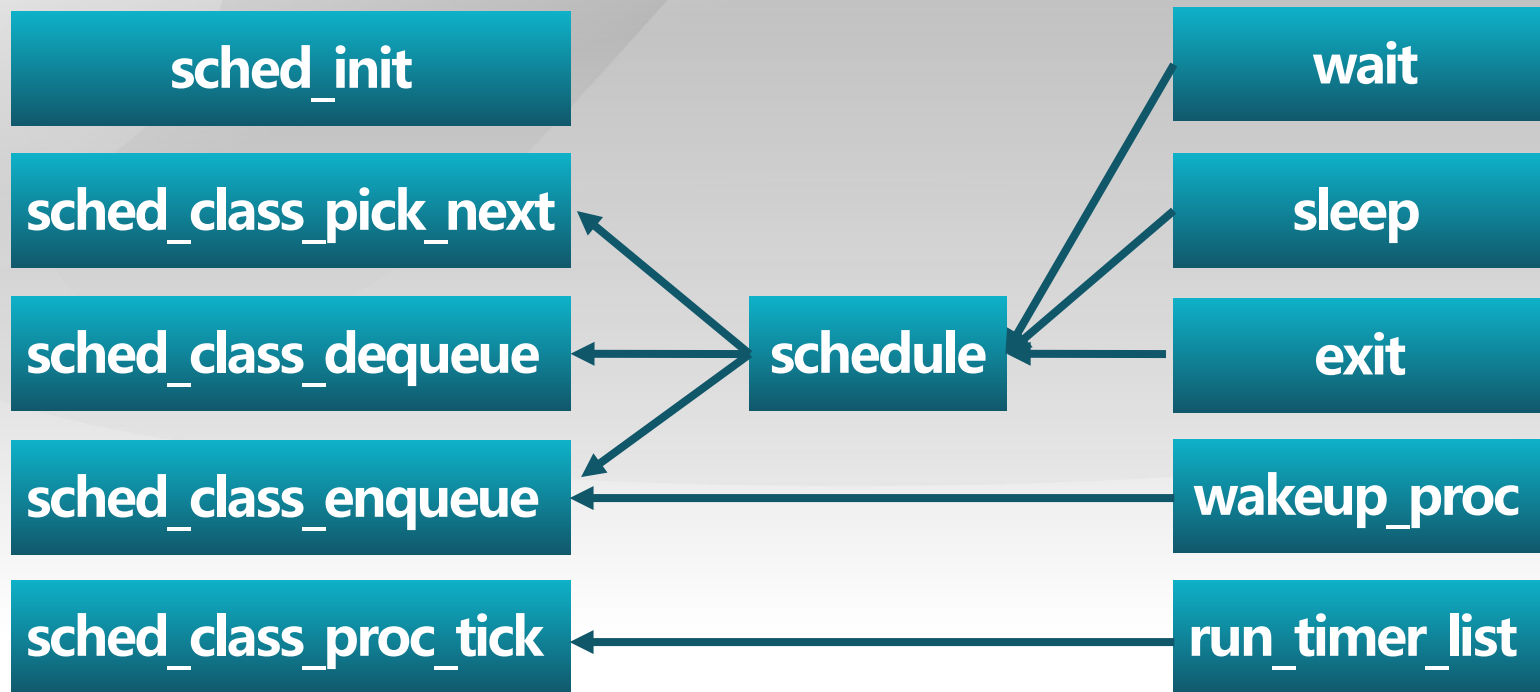 sched_init
sched_class_pick_next
sched_class_dequeue
sched_class_enqueue
sched_class_proc_tick
schedule
wait
sleep
exit
wakeup_proc
run_timer_list